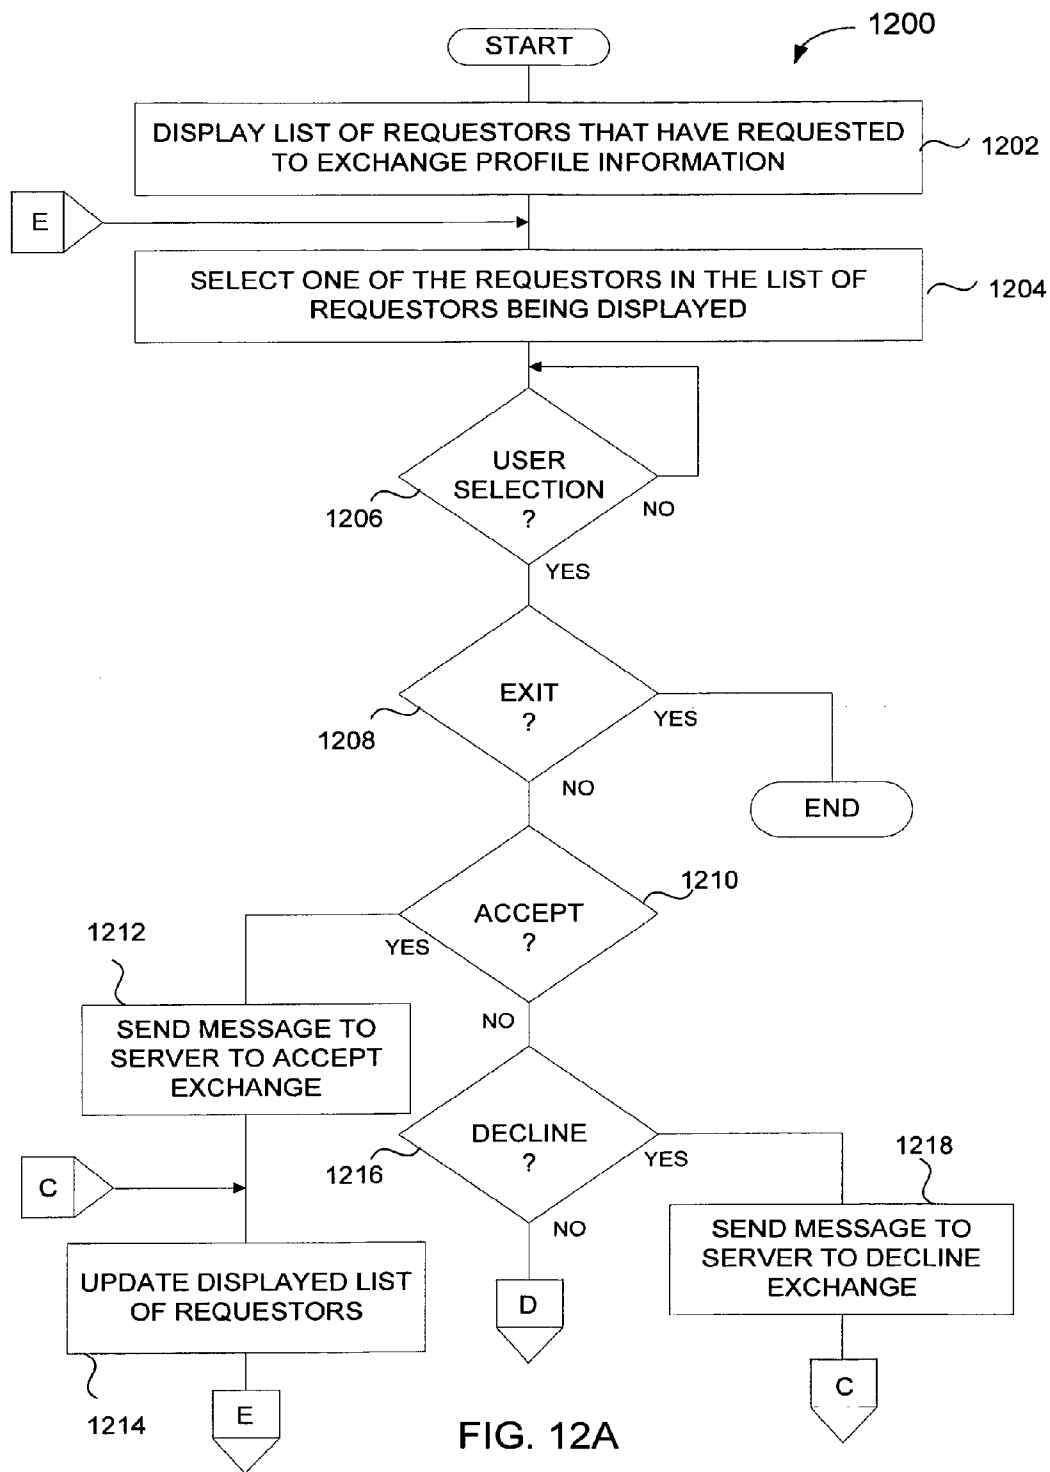 1200
START
DISPLAY LIST OF REQUESTORS THAT HAVE REQUESTED
TO EXCHANGE PROFILE INFORMATION
1202
E
SELECT ONE OF THE REQUESTORS IN THE LIST OF
REQUESTORS BEING DISPLAYED
1204
USER
SELECTION
?
1206
NO
YES
EXIT
?
1208
YES
NO
END
ACCEPT
?
1210
YES
NO
1212
SEND MESSAGE TO
SERVER TO ACCEPT
EXCHANGE
DECLINE
?
1216
YES
NO
1218
SEND MESSAGE TO
SERVER TO DECLINE
EXCHANGE
C
UPDATE DISPLAYED LIST
OF REQUESTORS
1214
D
C
E
FIG. 12A